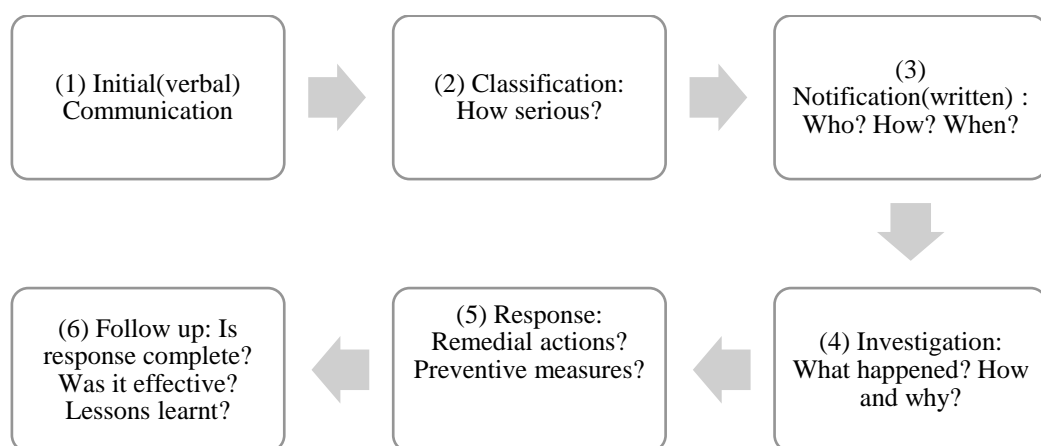 (1) Initial(verbal)
Communication
(2) Classification:
How serious?
(3)
Notification(written) :
Who? How? When?
(4) Investigation:
What happened? How
and why?
(5) Response:
Remedial actions?
Preventive measures?
(6) Follow up: Is
response complete?
Was it effective?
Lessons learnt?